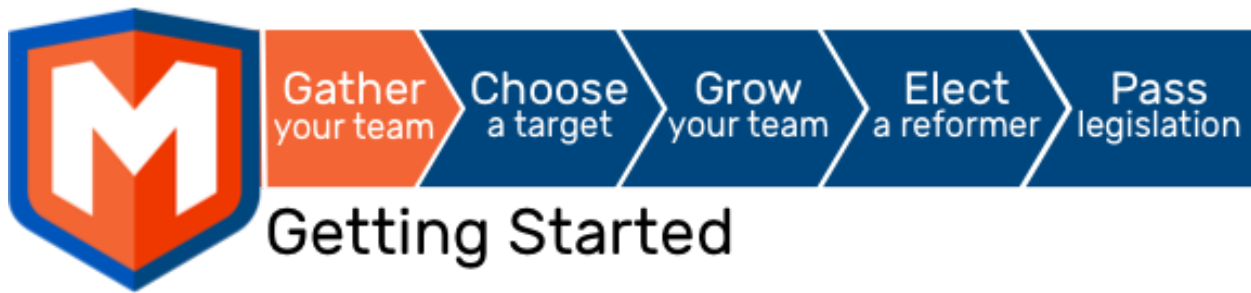 M
Gather
your team
Choose
a target
Grow
your team
Elect
a reformer
Pass
legislation
Getting Started